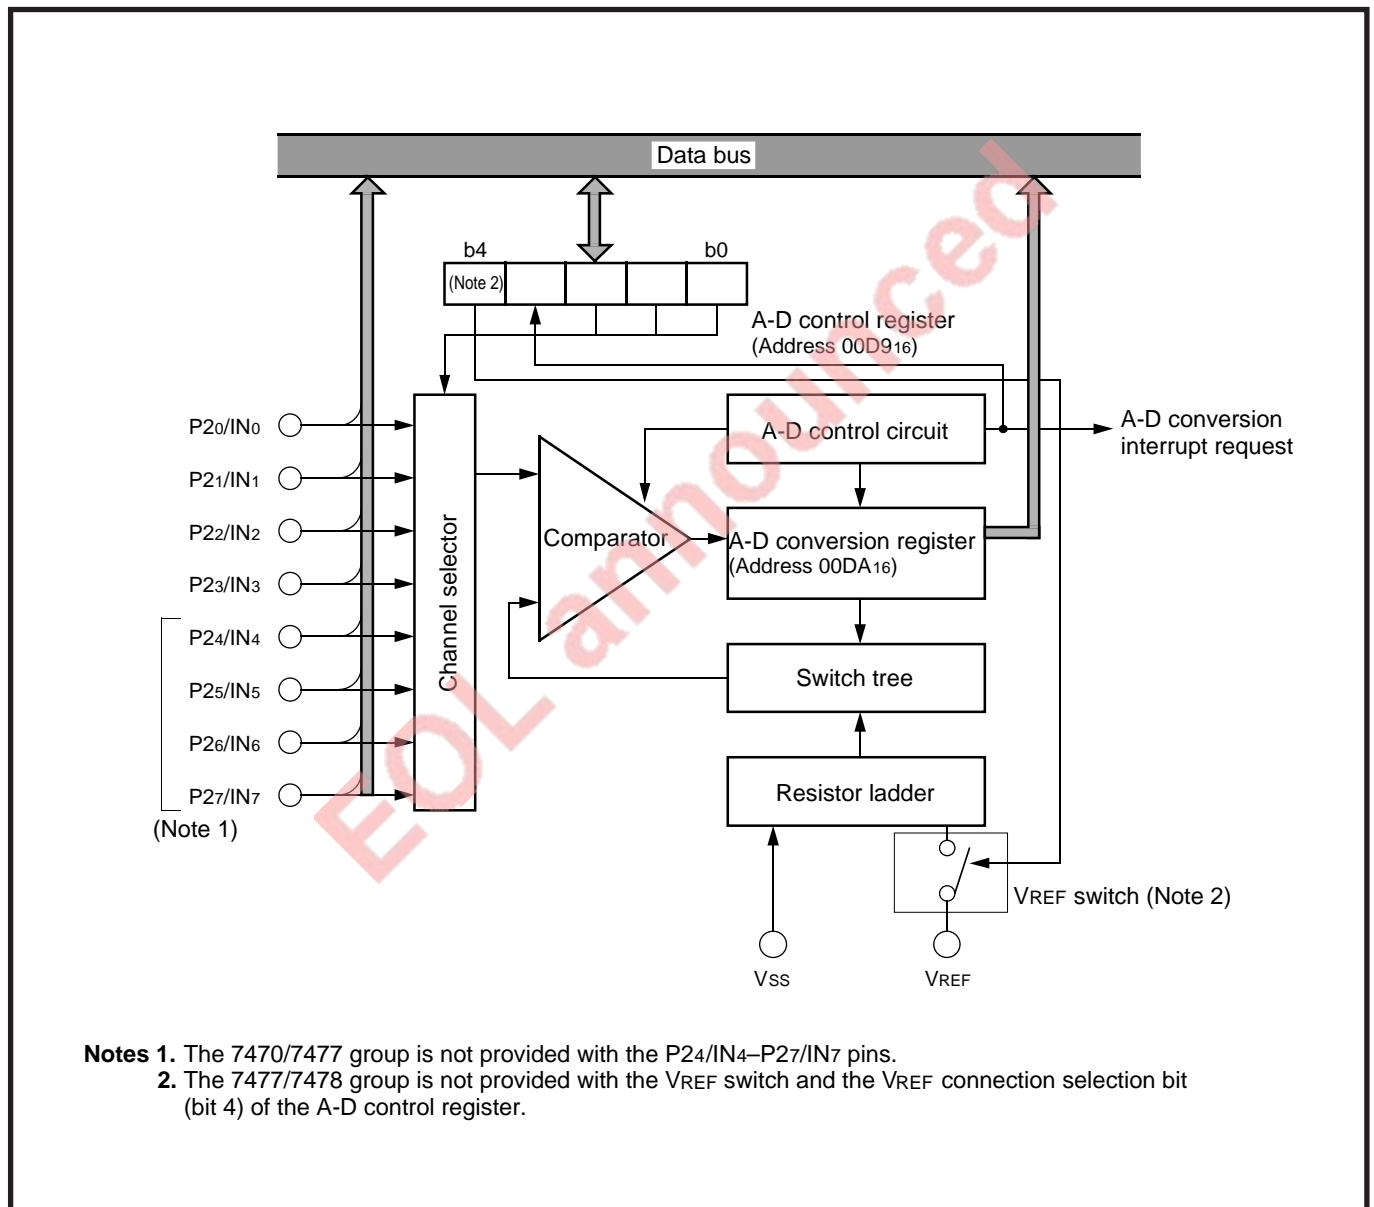 Data bus
b4
b0
(Note 2)
A-D control register
(Address 00D916)
P20/IN0
P21/IN1
P22/IN2
P23/IN3
P24/IN4
P25/IN5
P26/IN6
P27/IN7
(Note 1)
Channel selector
Comparator
A-D control circuit
A-D conversion
interrupt request
A-D conversion register
(Address 00DA16)
Switch tree
Resistor ladder
VREF switch (Note 2)
VSS
VREF
EOL announced
Notes 1. The 7470/7477 group is not provided with the P24/IN4–P27/IN7 pins.
2. The 7477/7478 group is not provided with the VREF switch and the VREF connection selection bit
(bit 4) of the A-D control register.